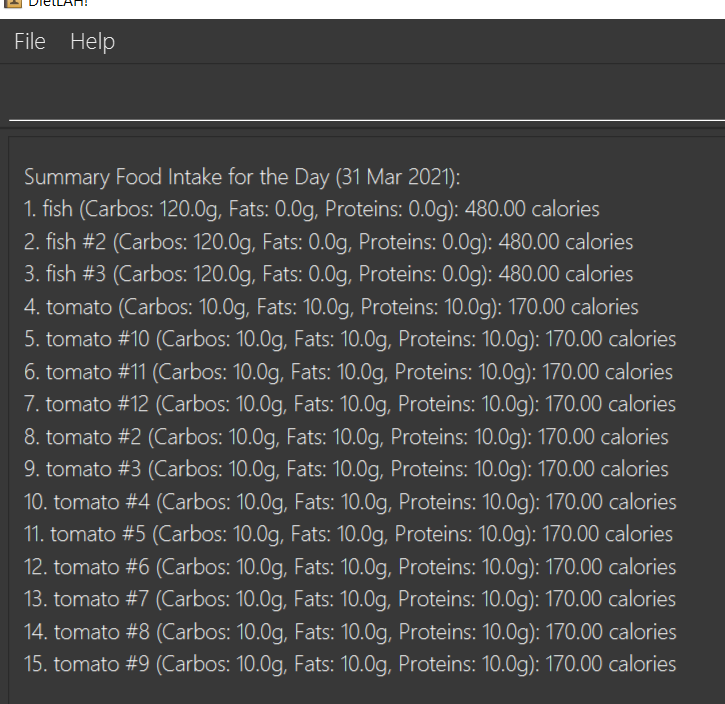 DietLAH!
File Help
Summary Food Intake for the Day (31 Mar 2021):
1. fish (Carbos: 120.0g, Fats: 0.0g, Proteins: 0.0g): 480.00 calories
2. fish #2 (Carbos: 120.0g, Fats: 0.0g, Proteins: 0.0g): 480.00 calories
3. fish #3 (Carbos: 120.0g, Fats: 0.0g, Proteins: 0.0g): 480.00 calories
4. tomato (Carbos: 10.0g, Fats: 10.0g, Proteins: 10.0g): 170.00 calories
5. tomato #10 (Carbos: 10.0g, Fats: 10.0g, Proteins: 10.0g): 170.00 calories
6. tomato #11 (Carbos: 10.0g, Fats: 10.0g, Proteins: 10.0g): 170.00 calories
7. tomato #12 (Carbos: 10.0g, Fats: 10.0g, Proteins: 10.0g): 170.00 calories
8. tomato #2 (Carbos: 10.0g, Fats: 10.0g, Proteins: 10.0g): 170.00 calories
9. tomato #3 (Carbos: 10.0g, Fats: 10.0g, Proteins: 10.0g): 170.00 calories
10. tomato #4 (Carbos: 10.0g, Fats: 10.0g, Proteins: 10.0g): 170.00 calories
11. tomato #5 (Carbos: 10.0g, Fats: 10.0g, Proteins: 10.0g): 170.00 calories
12. tomato #6 (Carbos: 10.0g, Fats: 10.0g, Proteins: 10.0g): 170.00 calories
13. tomato #7 (Carbos: 10.0g, Fats: 10.0g, Proteins: 10.0g): 170.00 calories
14. tomato #8 (Carbos: 10.0g, Fats: 10.0g, Proteins: 10.0g): 170.00 calories
15. tomato #9 (Carbos: 10.0g, Fats: 10.0g, Proteins: 10.0g): 170.00 calories